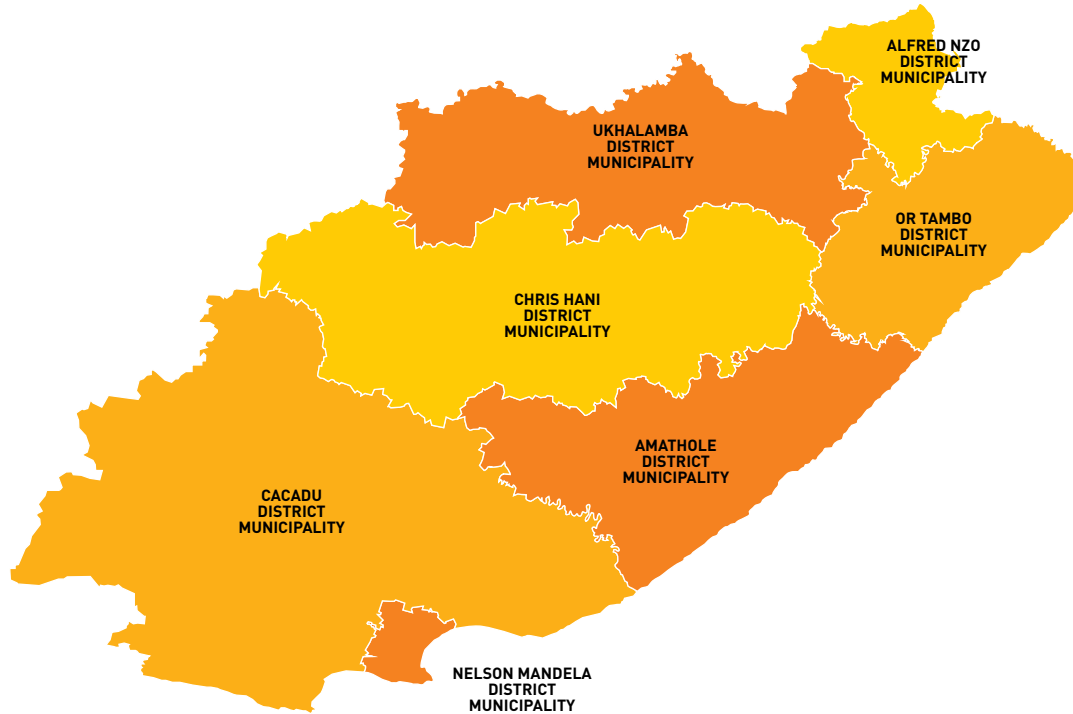 ALFRED NZO
DISTRICT
MUNICIPALITY
UKHALAMBA
DISTRICT
MUNICIPALITY
OR TAMBO
DISTRICT
MUNICIPALITY
CHRIS HANI
DISTRICT
MUNICIPALITY
AMATHOLE
DISTRICT
MUNICIPALITY
CACADU
DISTRICT
MUNICIPALITY
NELSON MANDELA
DISTRICT
MUNICIPALITY